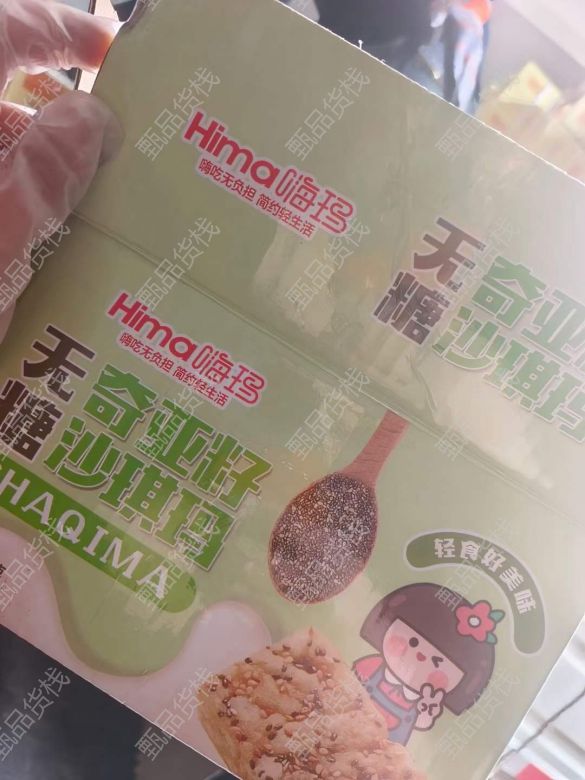 Hima嗨玛
嗨吃无负担 简约轻生活
无糖
奇亚
沙琪玛
Hima嗨玛
嗨吃无负担 简约轻生活
无糖
奇亚籽
沙琪玛
HAQIMA
轻食好美味
甄品货栈